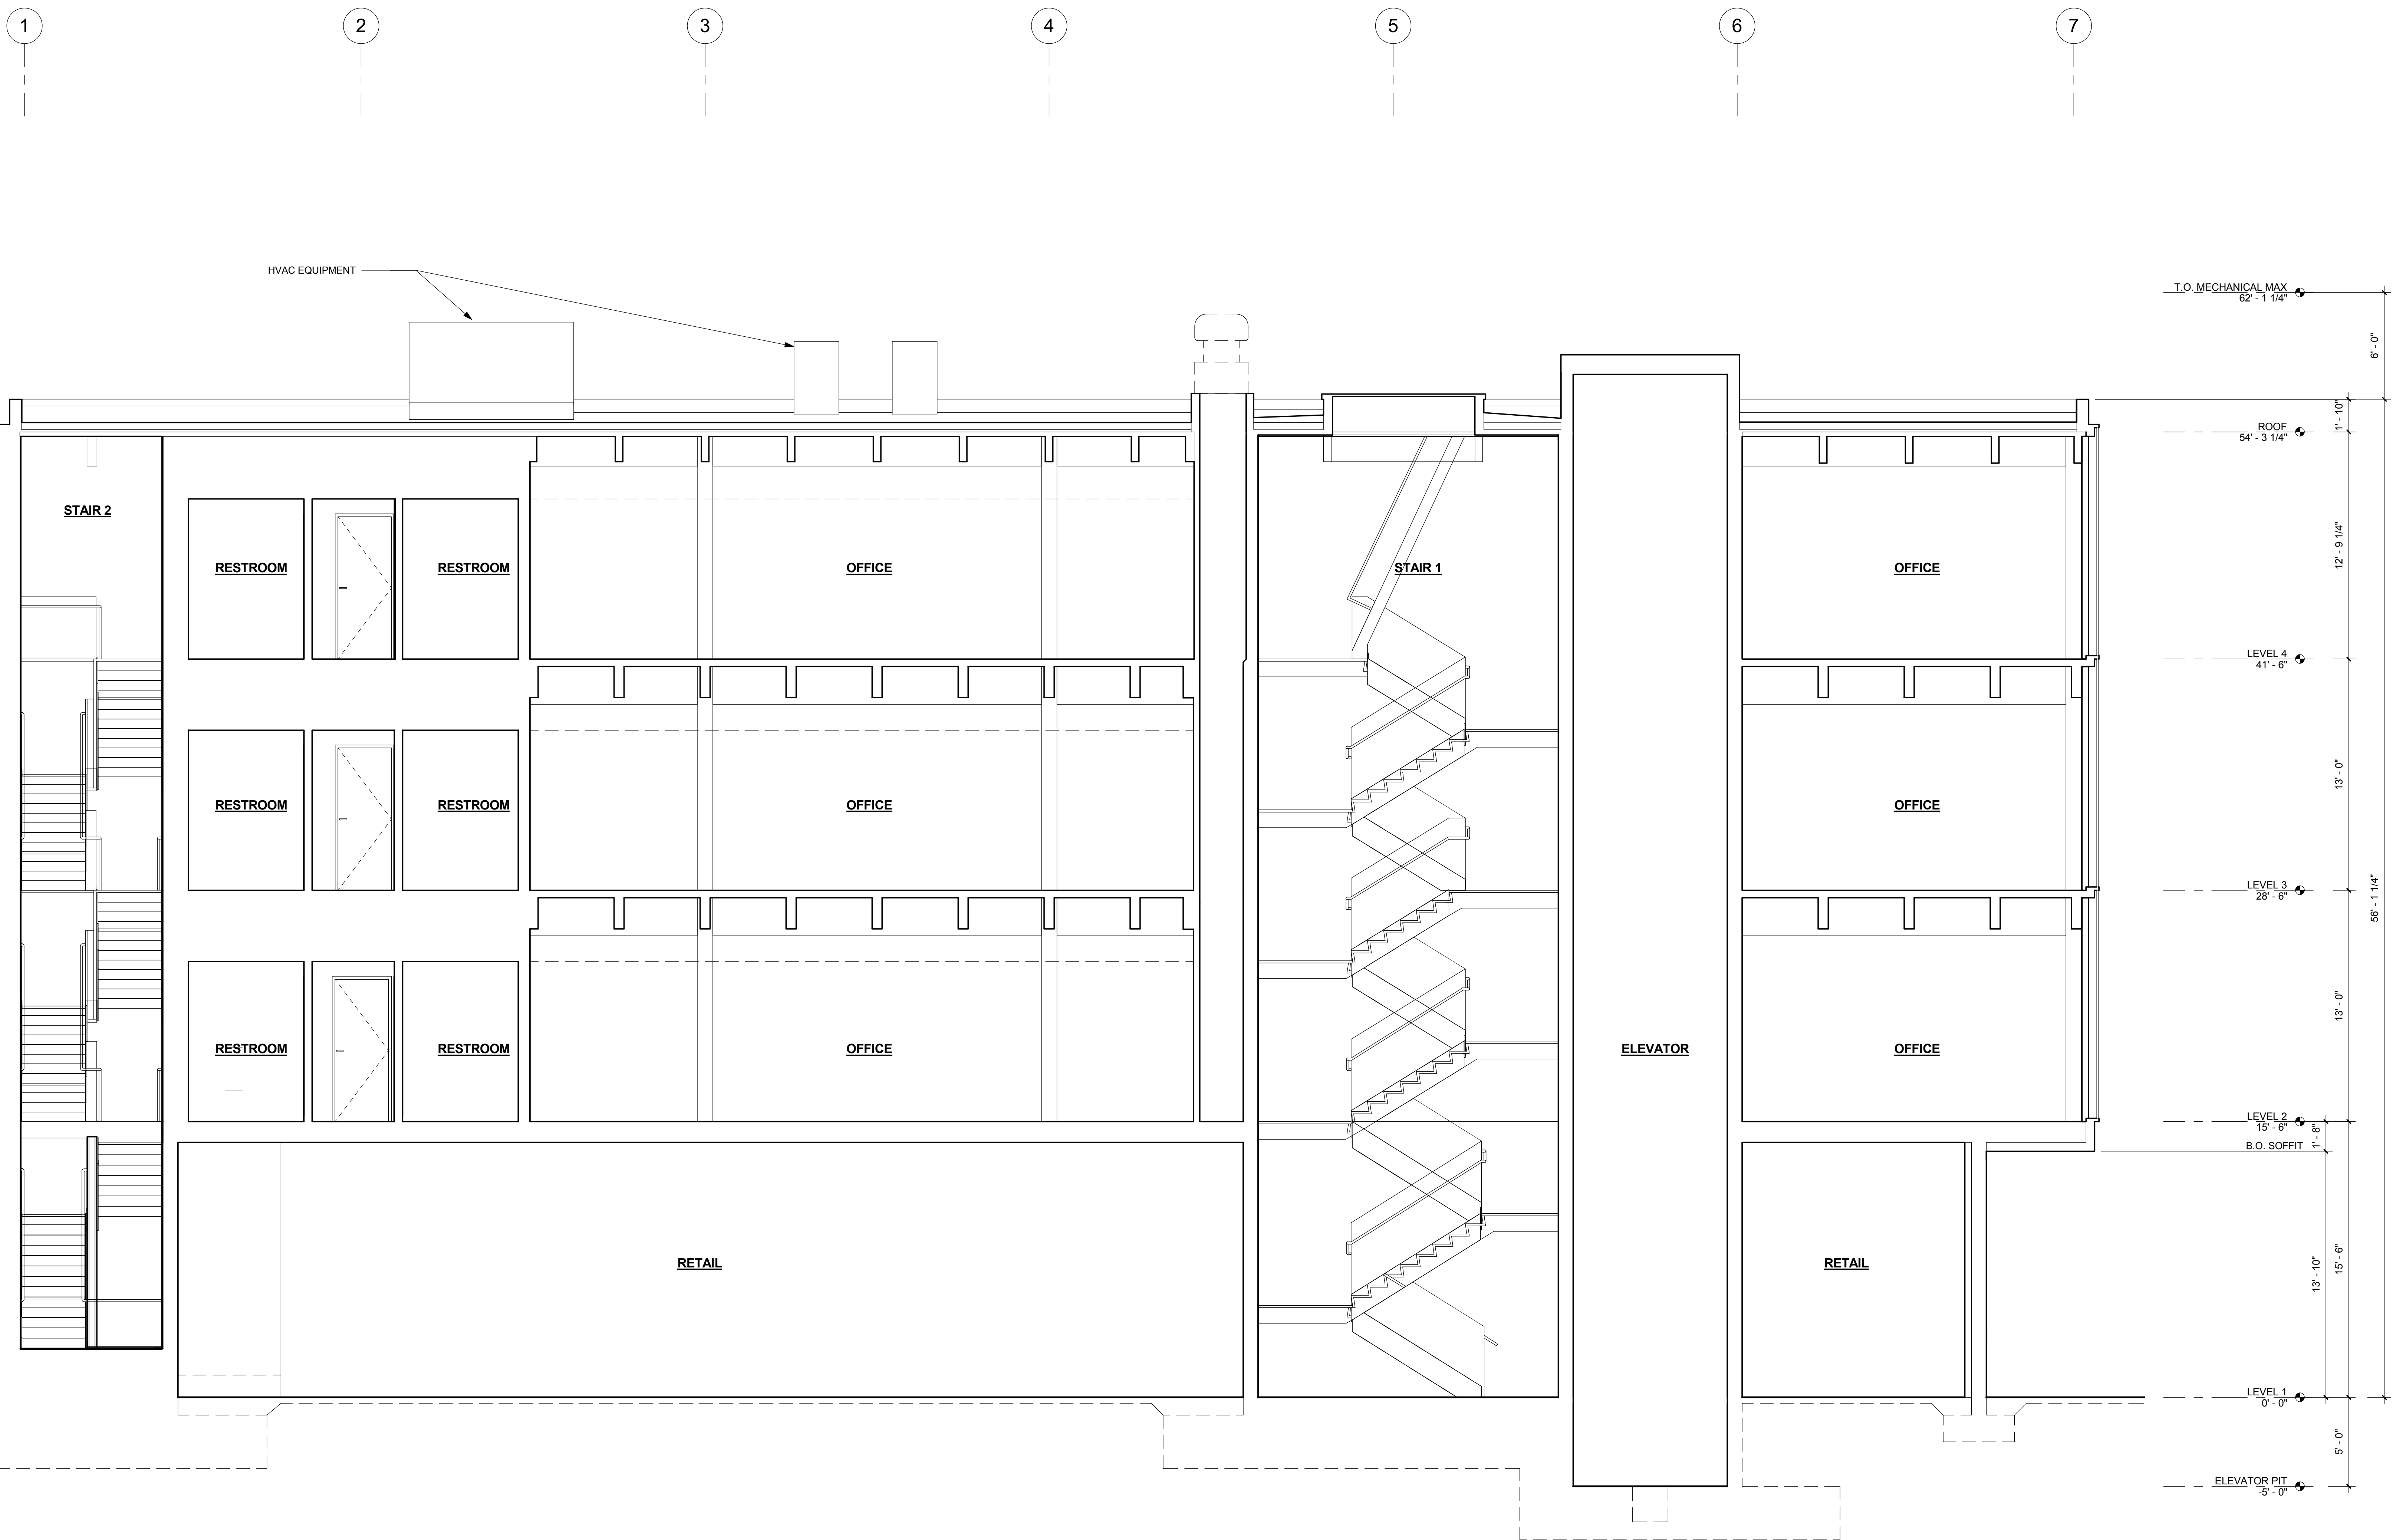 1
2
3
4
5
6
7
HVAC EQUIPMENT
T.O. MECHANICAL MAX
62' - 1 1/4"
6' - 0"
1' - 10"
ROOF
54' - 3 1/4"
STAIR 2
RESTROOM
RESTROOM
OFFICE
STAIR 1
OFFICE
12' - 9 1/4"
LEVEL 4
41' - 6"
13' - 0"
RESTROOM
RESTROOM
OFFICE
OFFICE
LEVEL 3
28' - 6"
56' - 1 1/4"
13' - 0"
RESTROOM
RESTROOM
OFFICE
ELEVATOR
OFFICE
LEVEL 2
15' - 6"
1' - 8"
B.O. SOFFIT
RETAIL
RETAIL
13' - 10"
15' - 6"
LEVEL 1
0' - 0"
5' - 0"
ELEVATOR PIT
-5' - 0"